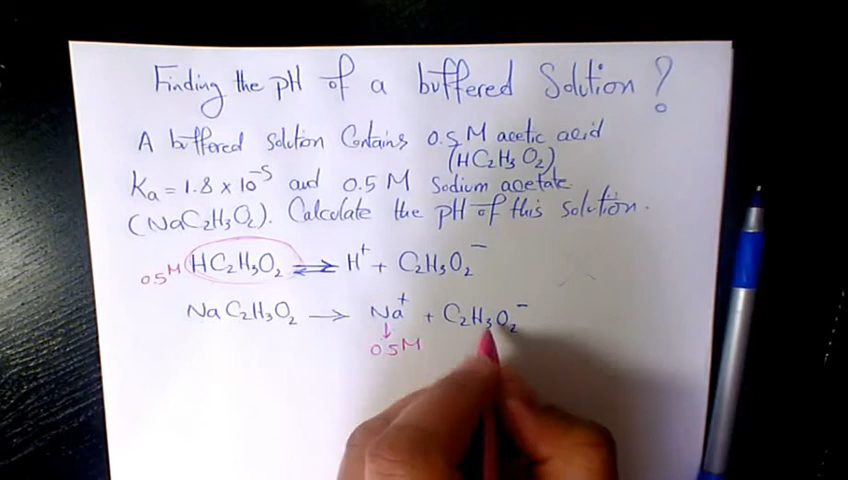 Finding the pH of a buffered Solution?
A buffered solution Contains 0.5M acetic acid
(HC₂H₃O₂)
Ka = 1.8 x 10⁻⁵ and 0.5 M Sodium acetate
(NaC₂H₃O₂). Calculate the pH of this solution.
0.5M HC₂H₃O₂ ⇌ H⁺ + C₂H₃O₂⁻
NaC₂H₃O₂ → Na⁺ + C₂H₃O₂⁻
↓
0.5M